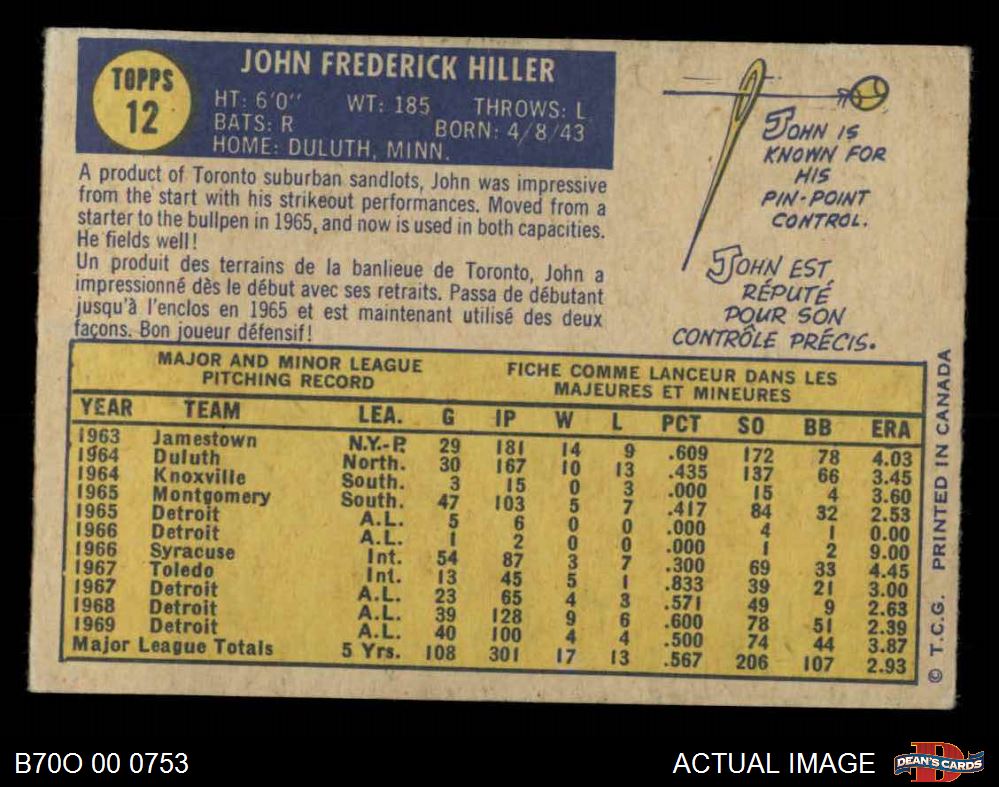 TOPPS
12
JOHN FREDERICK HILLER
HT: 6'0" WT: 185 THROWS: L
BATS: R BORN: 4/8/43
HOME: DULUTH, MINN.
A product of Toronto suburban sandlots, John was impressive
from the start with his strikeout performances. Moved from a
starter to the bullpen in 1965, and now is used in both capacities.
He fields well!
Un produit des terrains de la banlieue de Toronto, John a
impressionné dès le début avec ses retraits. Passa de débutant
jusqu'à l'enclos en 1965 et est maintenant utilisé des deux
façons. Bon joueur défensif!
JOHN IS
KNOWN FOR
HIS
PIN-POINT
CONTROL.
JOHN EST
RÉPUTÉ
POUR SON
CONTRÔLE PRÉCIS.
MAJOR AND MINOR LEAGUE
PITCHING RECORD
FICHE COMME LANCEUR DANS LES
MAJEURES ET MINEURES
YEAR TEAM LEA. G IP W L PCT SO BB ERA
1963 Jamestown N.Y.-P. 29 181 14 9 .609 172 78 4.03
1964 Duluth North. 30 167 10 13 .435 137 66 3.45
1964 Knoxville South. 3 15 0 3 .000 15 4 3.60
1965 Montgomery South. 47 103 5 7 .417 84 32 2.53
1965 Detroit A.L. 5 6 0 0 .000 4 1 0.00
1966 Detroit A.L. 1 2 0 0 .000 1 2 9.00
1966 Syracuse Int. 54 87 3 7 .300 69 33 4.45
1967 Toledo Int. 13 45 5 1 .833 39 21 3.00
1967 Detroit A.L. 23 65 4 3 .571 49 9 2.63
1968 Detroit A.L. 39 128 9 6 .600 78 51 2.39
1969 Detroit A.L. 40 100 4 4 .500 74 44 3.87
Major League Totals 5 Yrs. 108 301 17 13 .567 206 107 2.93
© T.C.G. PRINTED IN CANADA
B70O 00 0753
ACTUAL IMAGE
DEAN'S CARDS